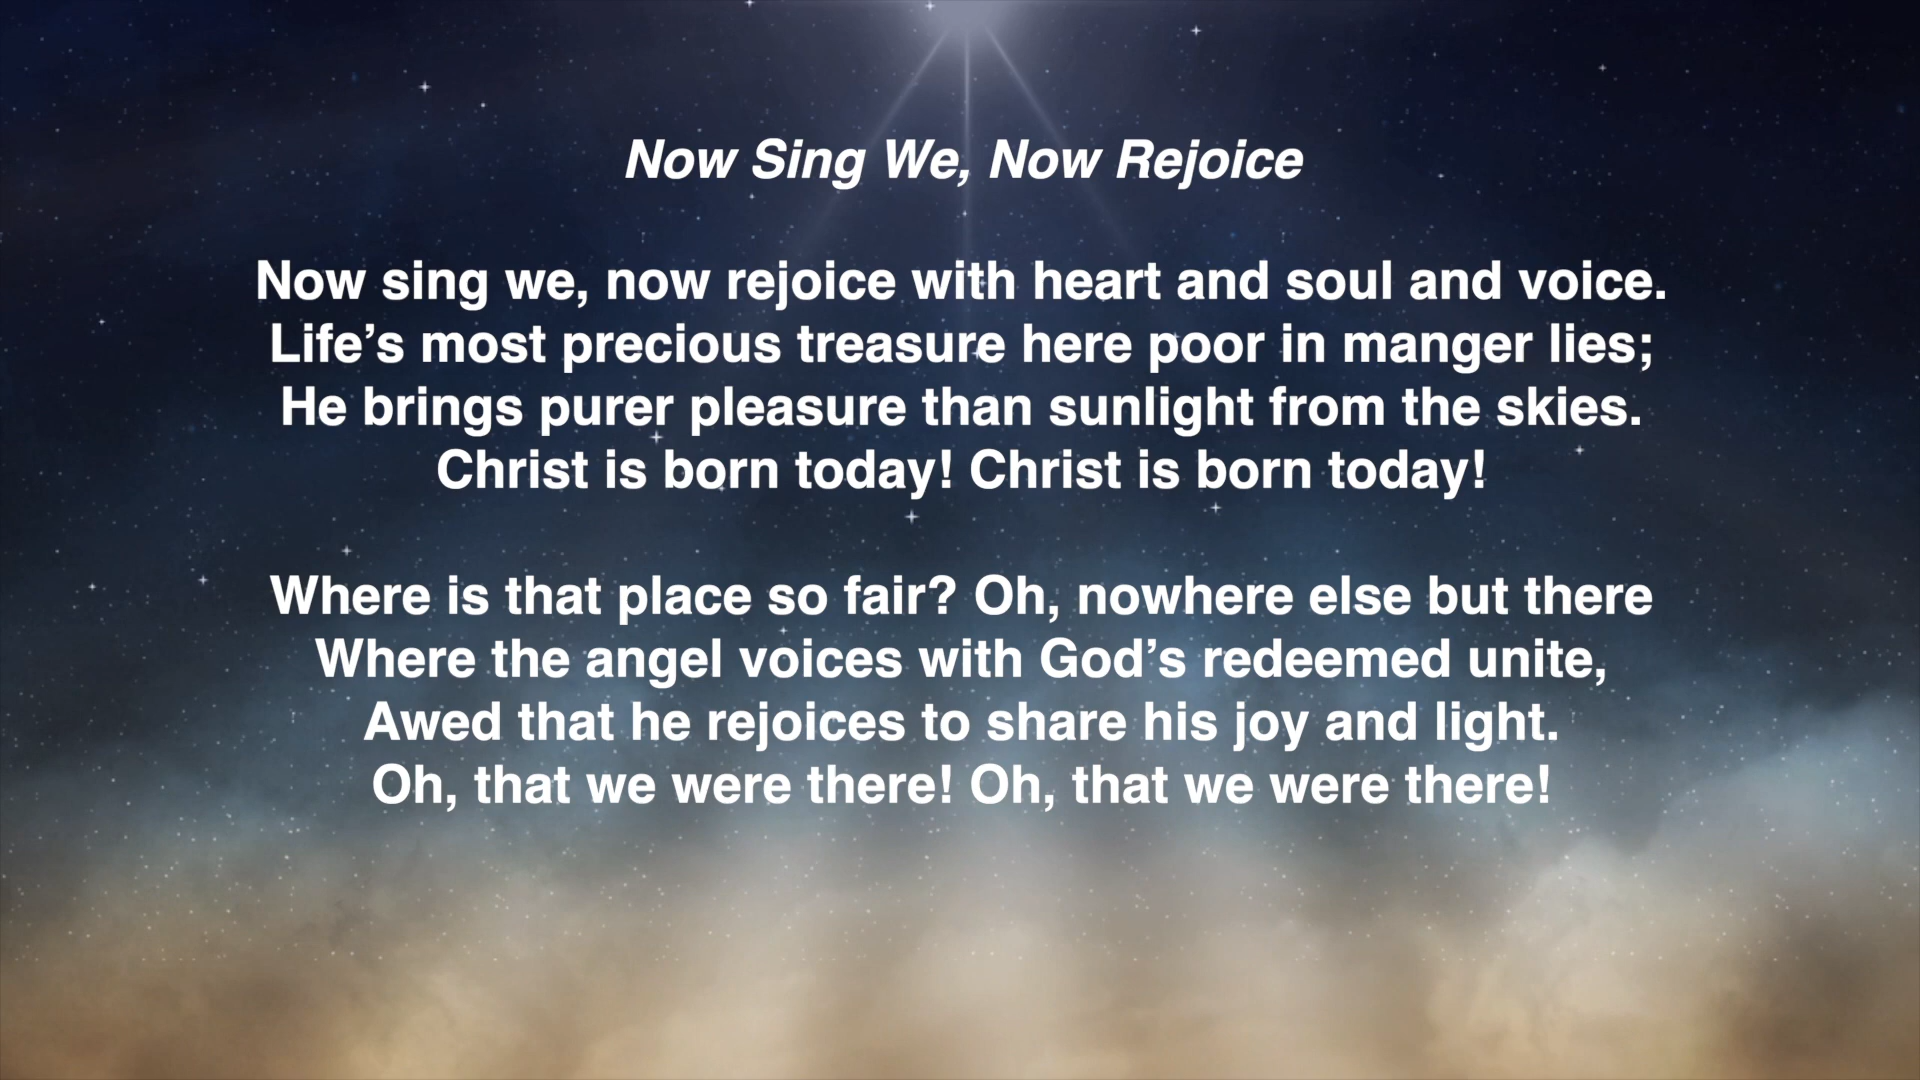 Now Sing We, Now Rejoice
Now sing we, now rejoice with heart and soul and voice.
Life’s most precious treasure here poor in manger lies;
He brings purer pleasure than sunlight from the skies.
Christ is born today! Christ is born today!
Where is that place so fair? Oh, nowhere else but there
Where the angel voices with God’s redeemed unite,
Awed that he rejoices to share his joy and light.
Oh, that we were there! Oh, that we were there!